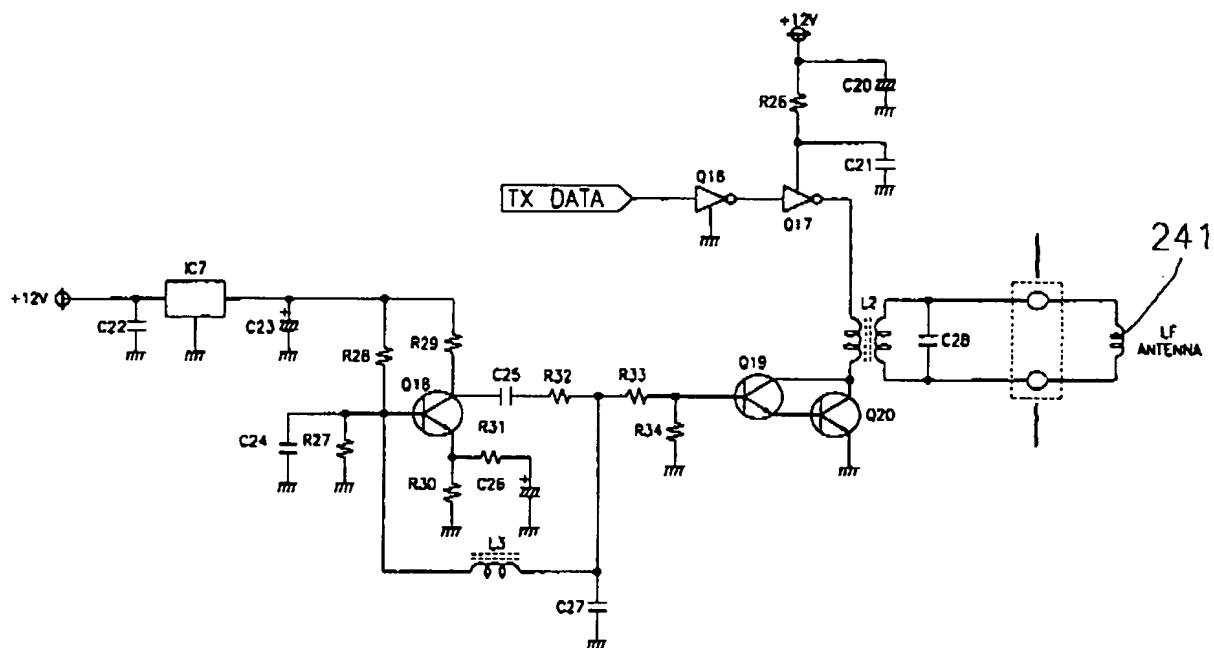 +12V
C20
R26
C21
Q16
TX DATA
Q17
241
IC7
+12V
L2
C22
C23
R28
R29
C28
LF
ANTENNA
Q18
C25
R32
R33
Q19
C24
R27
R31
R34
Q20
R30
C26
L3
C27